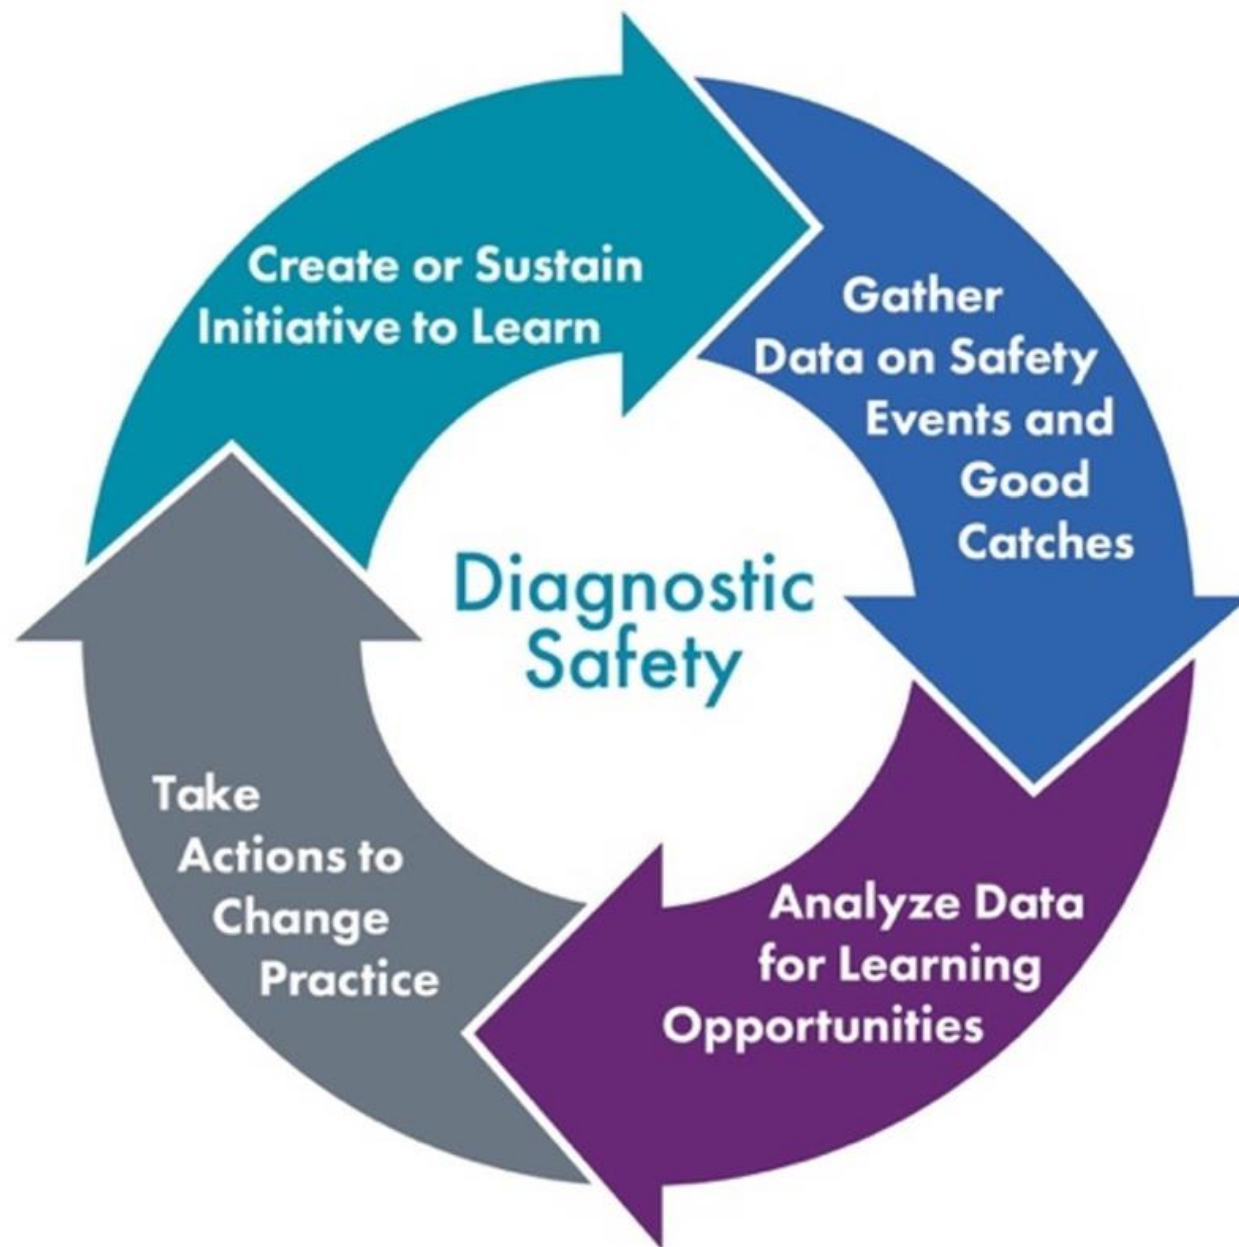 Create or Sustain
Initiative to Learn
Gather
Data on Safety
Events and
Good
Catches
Diagnostic
Safety
Analyze Data
for Learning
Opportunities
Take
Actions to
Change
Practice